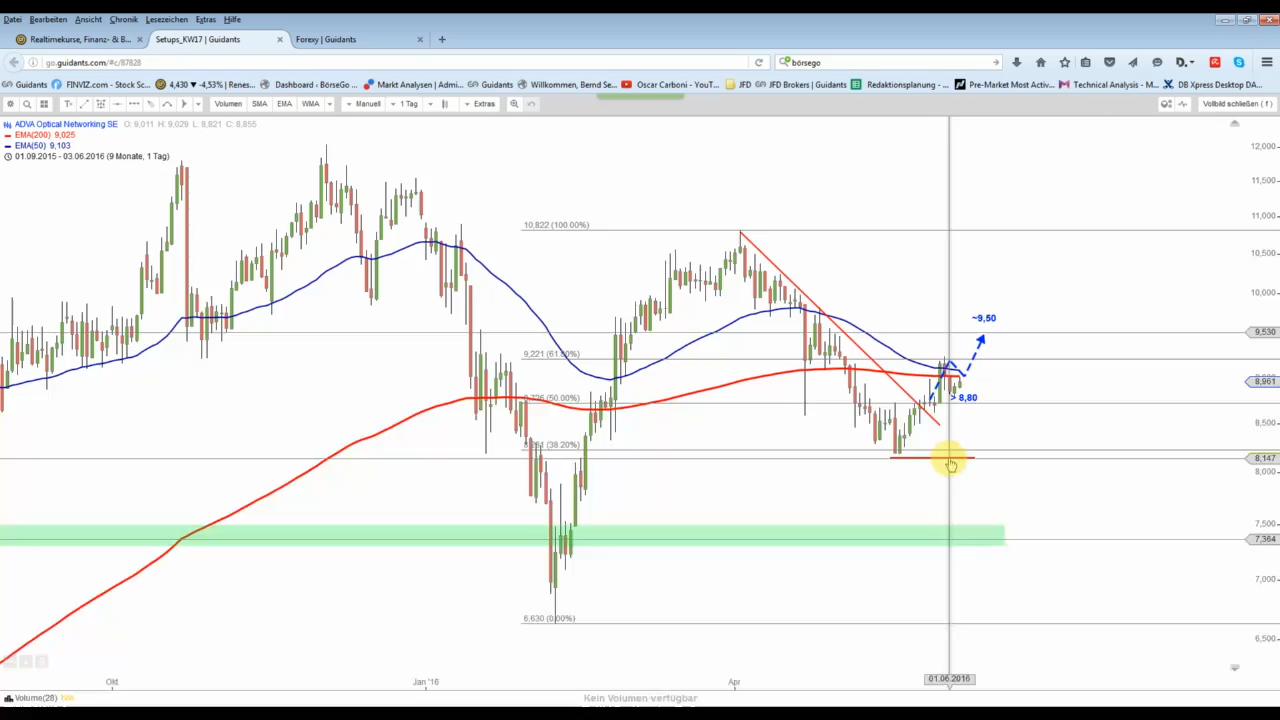 Datei Bearbeiten Ansicht Chronik Lesezeichen Extras Hilfe
Realtimekurse, Finanz- & B... × Setups_KW17 | Guidants × Forexy | Guidants × +
go.guidants.com/#c/87828 börsego
Guidants FINVIZ.com - Stock Sc... 4,430 ▾ -4,53% | Renes... Dashboard ‹ BörseGo ... Markt Analysen | Admi... Guidants Willkommen, Bernd Se... Oscar Carboni - YouT... JFD JFD Brokers | Guidants Redaktionsplanung - ... Pre-Market Most Activ... Technical Analysis - M... DB Xpress Desktop DA...
Volumen SMA EMA WMA Manuell 1 Tag Extras Vollbild schließen ( f )
ADVA Optical Networking SE O: 9,011 H: 9,029 L: 8,821 C: 8,855
EMA(200) 9,025
EMA(50) 9,103
01.09.2015 - 03.06.2016 (9 Monate, 1 Tag)
12,000
11,500
11,000
10,822 (100.00%)
10,500
10,000
~9,50
9,530
9,221 (61.80%)
8,961
> 8,80
8,726 (50.00%)
8,500
(38.20%)
8,147
8,000
7,500
7,364
7,000
6,630 (0.00%)
6,500
Okt Jan '16 Apr 01.06.2016
Volume(28) Kein Volumen verfügbar